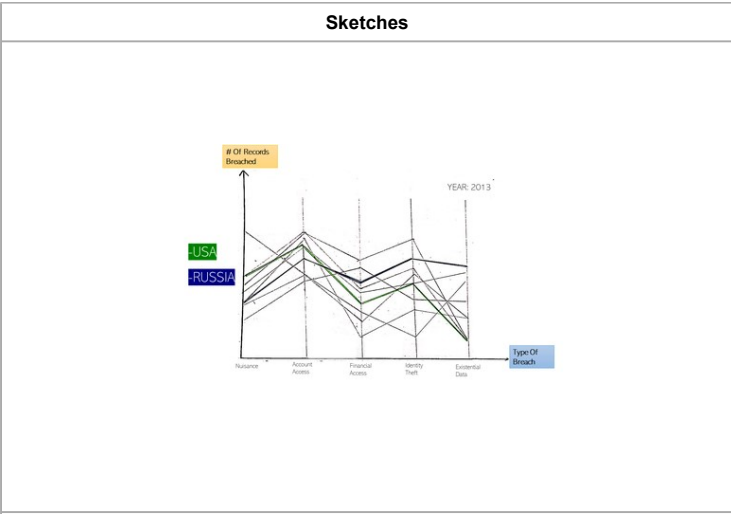 Sketches
# Of Records
Breached
YEAR: 2013
-USA
-RUSSIA
Type Of
Breach
Nuisance
Account
Access
Financial
Access
Identity
Theft
Existential
Data